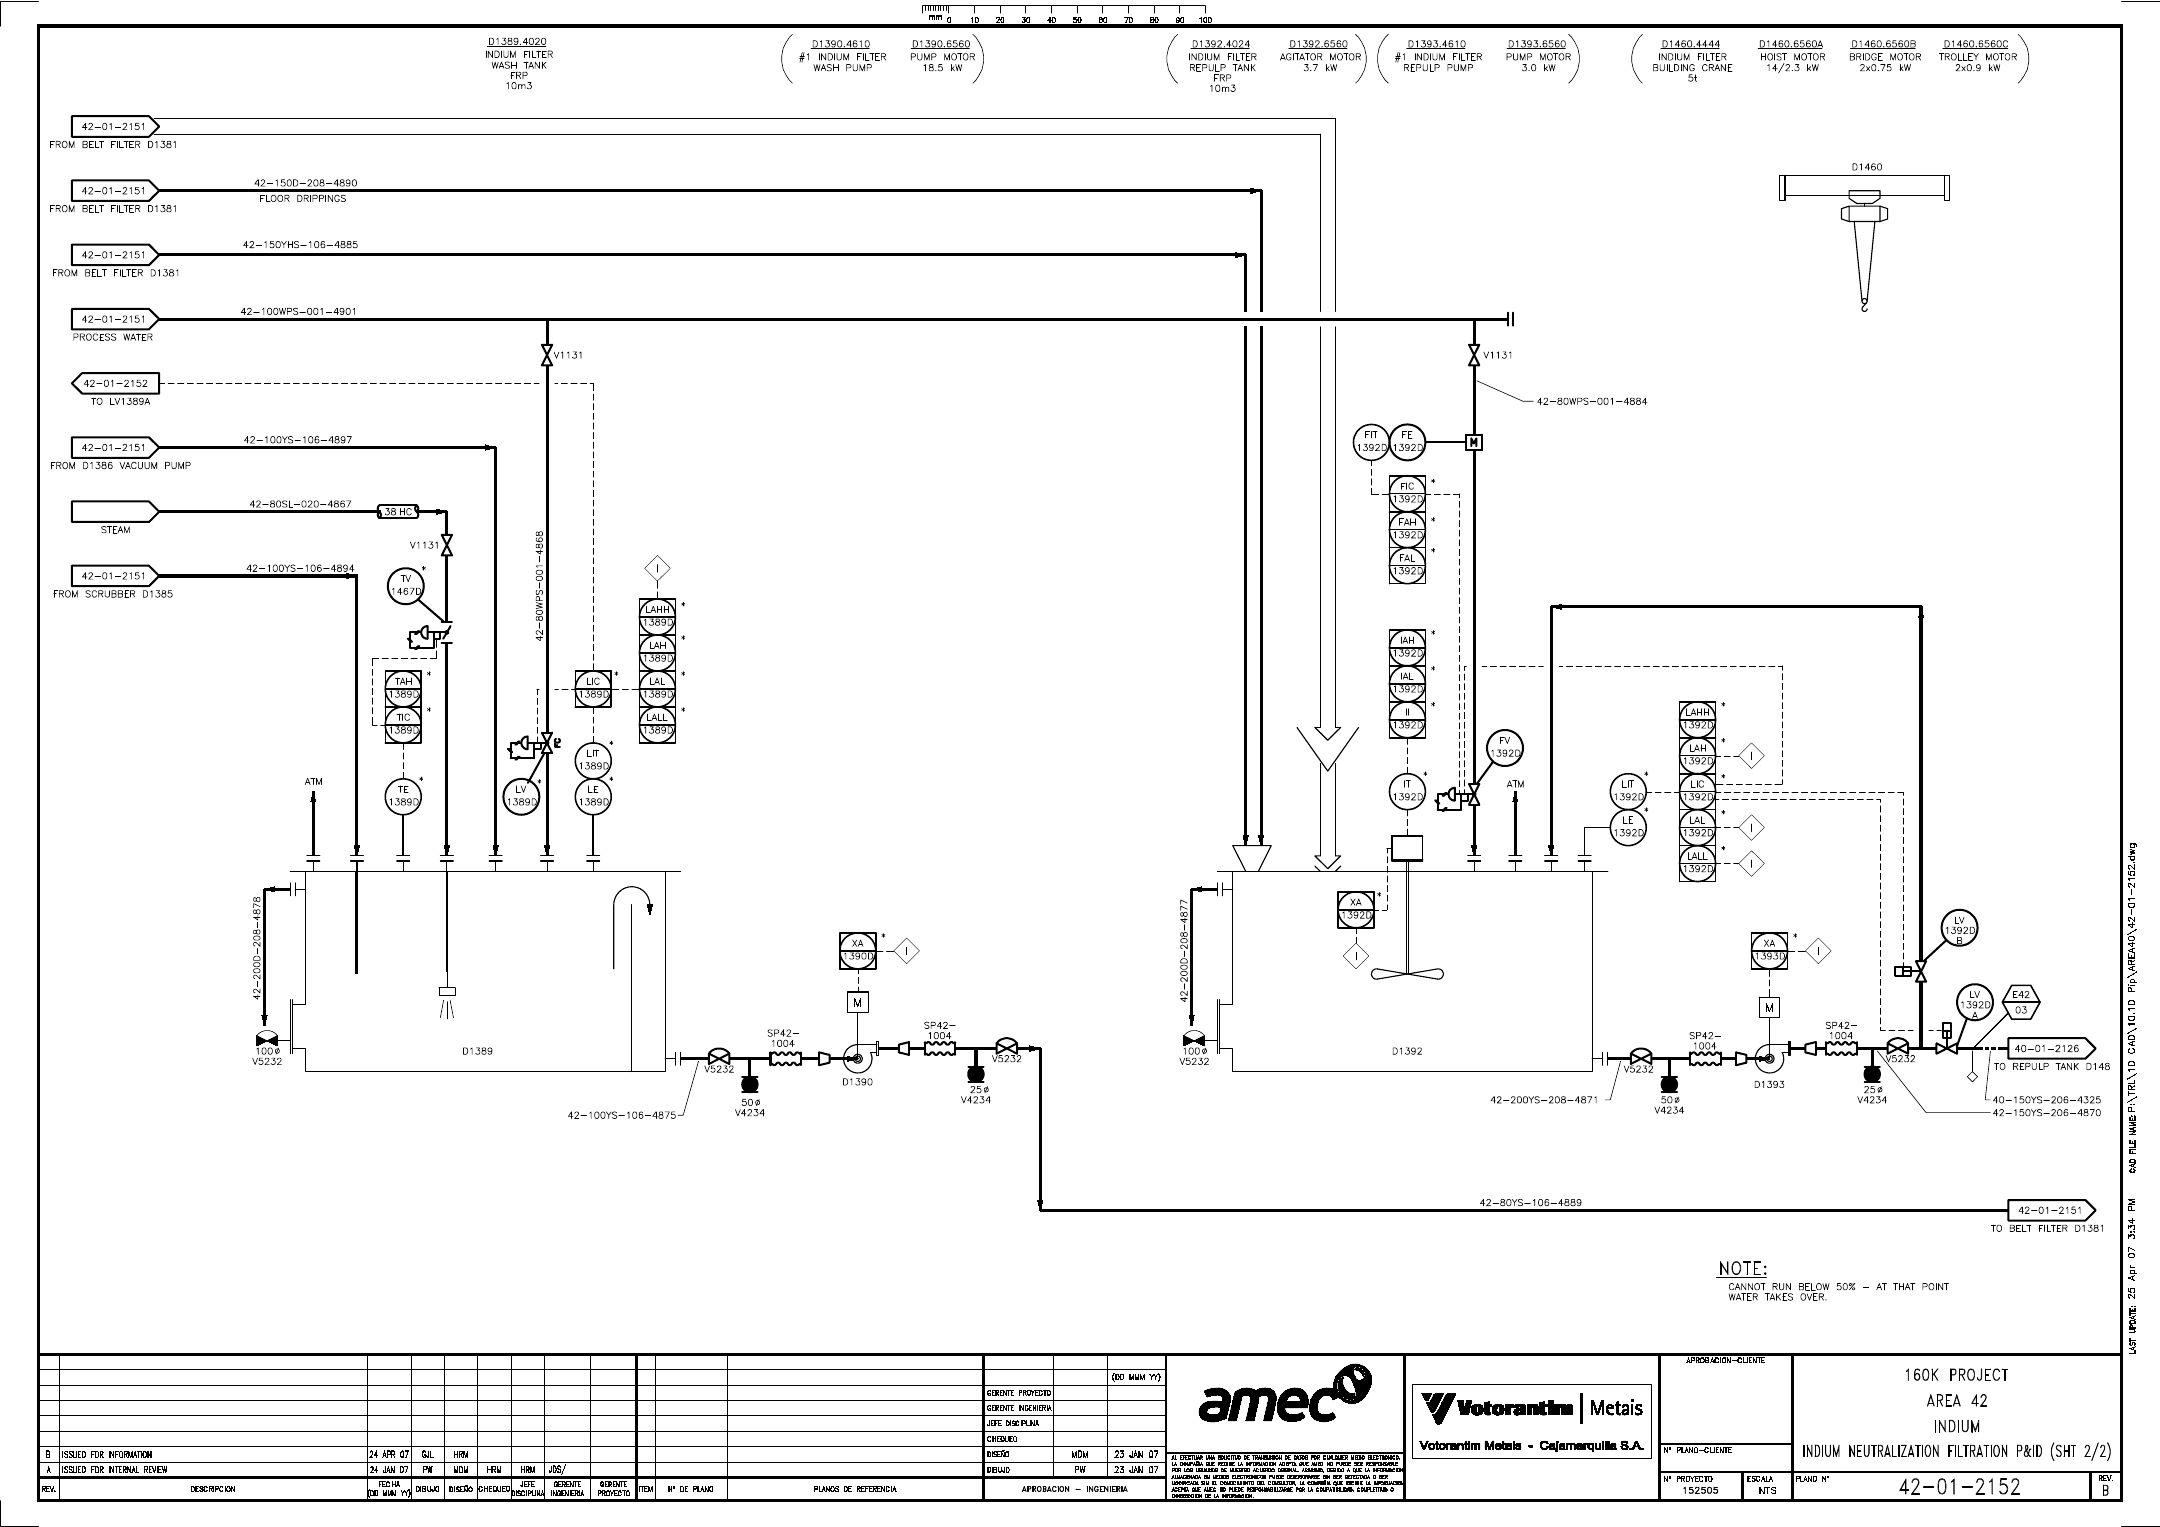 mm 0 10 20 30 40 50 60 70 80 90 100
D1389.4020
INDIUM FILTER
WASH TANK
FRP
10m3
D1390.4610
#1 INDIUM FILTER
WASH PUMP
D1390.6560
PUMP MOTOR
18.5 kW
D1392.4024
INDIUM FILTER
REPULP TANK
FRP
10m3
D1392.6560
AGITATOR MOTOR
3.7 kW
D1393.4610
#1 INDIUM FILTER
REPULP PUMP
D1393.6560
PUMP MOTOR
3.0 kW
D1460.4444
INDIUM FILTER
BUILDING CRANE
5t
D1460.6560A
HOIST MOTOR
14/2.3 kW
D1460.6560B
BRIDGE MOTOR
2x0.75 kW
D1460.6560C
TROLLEY MOTOR
2x0.9 kW
42-01-2151
FROM BELT FILTER D1381
42-01-2151
FROM BELT FILTER D1381
42-150D-208-4890
FLOOR DRIPPINGS
D1460
42-01-2151
FROM BELT FILTER D1381
42-150YHS-106-4885
42-01-2151
PROCESS WATER
42-100WPS-001-4901
V1131
V1131
42-01-2152
TO LV1389A
42-80WPS-001-4884
42-01-2151
FROM D1386 VACUUM PUMP
42-100YS-106-4897
STEAM
42-80SL-020-4867
38 HC
V1131
42-01-2151
FROM SCRUBBER D1385
42-100YS-106-4894
TV
1467D
*
42-80WPS-001-4868
I
LAHH
1389D
*
LAH
1389D
*
LAL
1389D
*
LALL
1389D
*
LIC
1389D
*
TAH
1389D
*
TIC
1389D
*
TE
1389D
*
LV
1389D
*
LIT
1389D
*
LE
1389D
*
ATM
FIT
1392D
FE
1392D
M
FIC
1392D
*
FAH
1392D
*
FAL
1392D
*
IAH
1392D
*
IAL
1392D
*
II
1392D
*
IT
1392D
*
FV
1392D
ATM
LIT
1392D
*
LE
1392D
LAHH
1392D
*
LAH
1392D
*
I
LIC
1392D
*
LAL
1392D
*
I
LALL
1392D
*
I
42-200D-208-4878
100ø
V5232
D1389
XA
1390D
*
I
M
SP42-
1004
SP42-
1004
V5232
50ø
V4234
D1390
25ø
V4234
V5232
42-100YS-106-4875
42-200D-208-4877
100ø
V5232
XA
1392D
*
I
D1392
XA
1393D
*
I
M
SP42-
1004
SP42-
1004
V5232
50ø
V4234
D1393
25ø
V4234
V5232
42-200YS-208-4871
LV
1392D
B
LV
1392D
A
E42
03
40-01-2126
TO REPULP TANK D148
40-150YS-206-4325
42-150YS-206-4870
42-80YS-106-4889
42-01-2151
TO BELT FILTER D1381
NOTE:
CANNOT RUN BELOW 50% - AT THAT POINT
WATER TAKES OVER.
LAST UPDATE: 25 Apr 07 3:34 PM CAD FILE NAME: P:\TRL\10 CAD\10.1D Pip\AREA40\42-01-2152.dwg
B ISSUED FOR INFORMATION 24 APR 07 GJL HRM
A ISSUED FOR INTERNAL REVIEW 24 JAN 07 PW MDM HRM HRM JDS/
REV. DESCRIPCION FECHA (DD MMM YY) DIBUJO DISEÑO CHEQUEO JEFE DISCIPLINA GERENTE INGENIERIA GERENTE PROYECTO ITEM N° DE PLANO PLANOS DE REFERENCIA
(DD MMM YY)
GERENTE PROYECTO
GERENTE INGENIERIA
JEFE DISCIPLINA
CHEQUEO
DISEÑO MDM 23 JAN 07
DIBUJO PW 23 JAN 07
APROBACION - INGENIERIA
amec
Votorantim | Metais
Votorantim Metais - Cajamarquilla S.A.
APROBACION-CLIENTE
N° PLANO-CLIENTE
N° PROYECTO
152505
ESCALA
NTS
160K PROJECT
AREA 42
INDIUM
INDIUM NEUTRALIZATION FILTRATION P&ID (SHT 2/2)
PLANO N°
42-01-2152
REV.
B